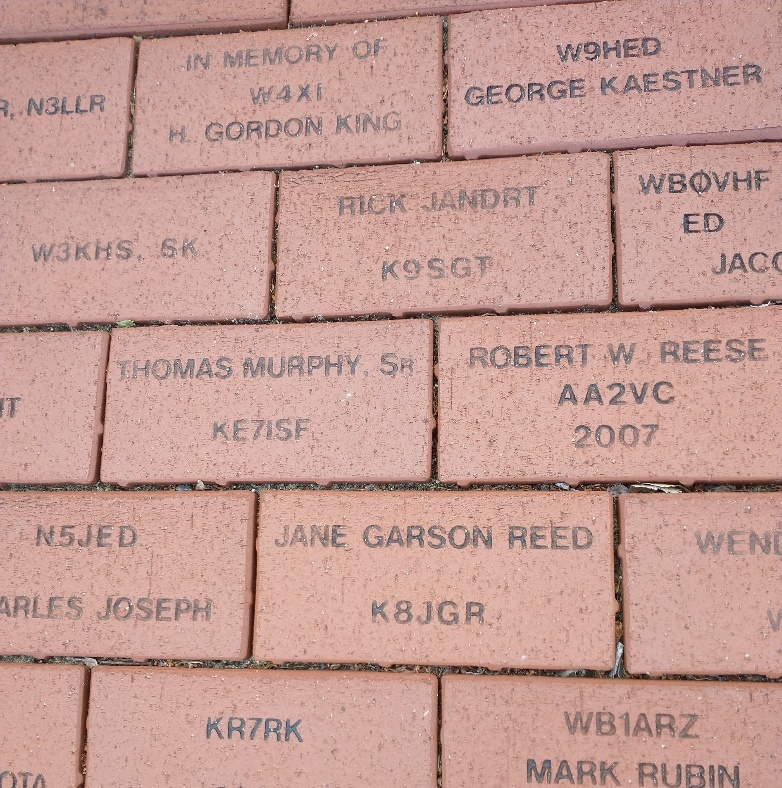 R, N3LLR
IN MEMORY OF
W4XI
H. GORDON KING
W9HED
GEORGE KAESTNER
W3KHS, SK
RICK JANDRT
K9SGT
WBØVHF
ED
JACO
THOMAS MURPHY, SR
KE7ISF
ROBERT W REESE
AA2VC
2007
N5JED
ARLES JOSEPH
JANE GARSON REED
K8JGR
WEND
KR7RK
WB1ARZ
MARK RUBIN
OTA